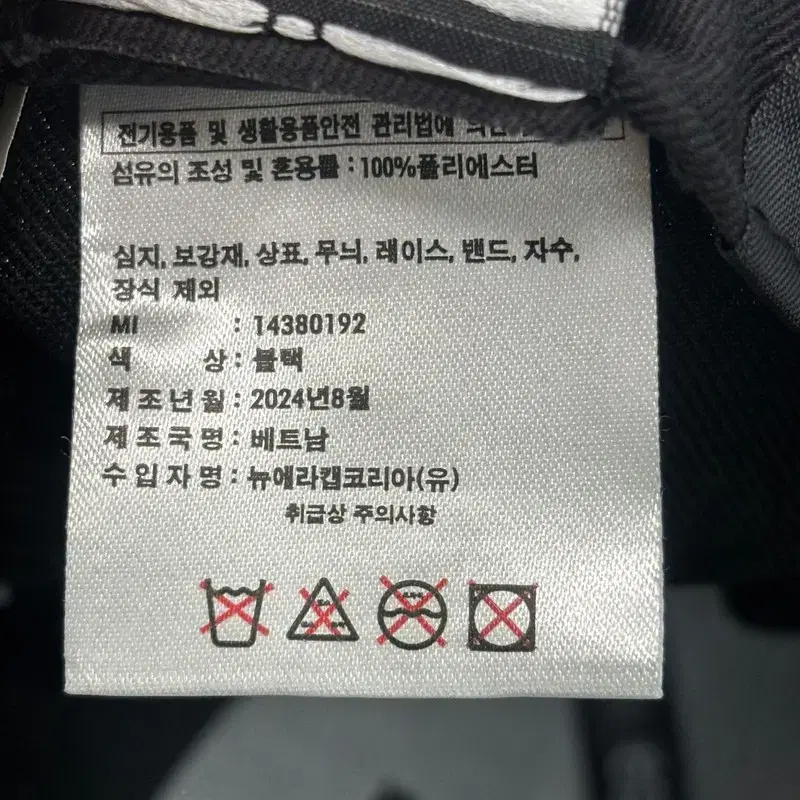 전기용품 및 생활용품안전 관리법에
섬유의 조성 및 혼용률 : 100%폴리에스터
심지, 보강재, 상표, 무늬, 레이스, 밴드, 자수,
장식 제외
MI : 14380192
색 상 : 블랙
제조년월 : 2024년8월
제조국명 : 베트남
수입자명 : 뉴에라캡코리아(유)
취급상 주의사항